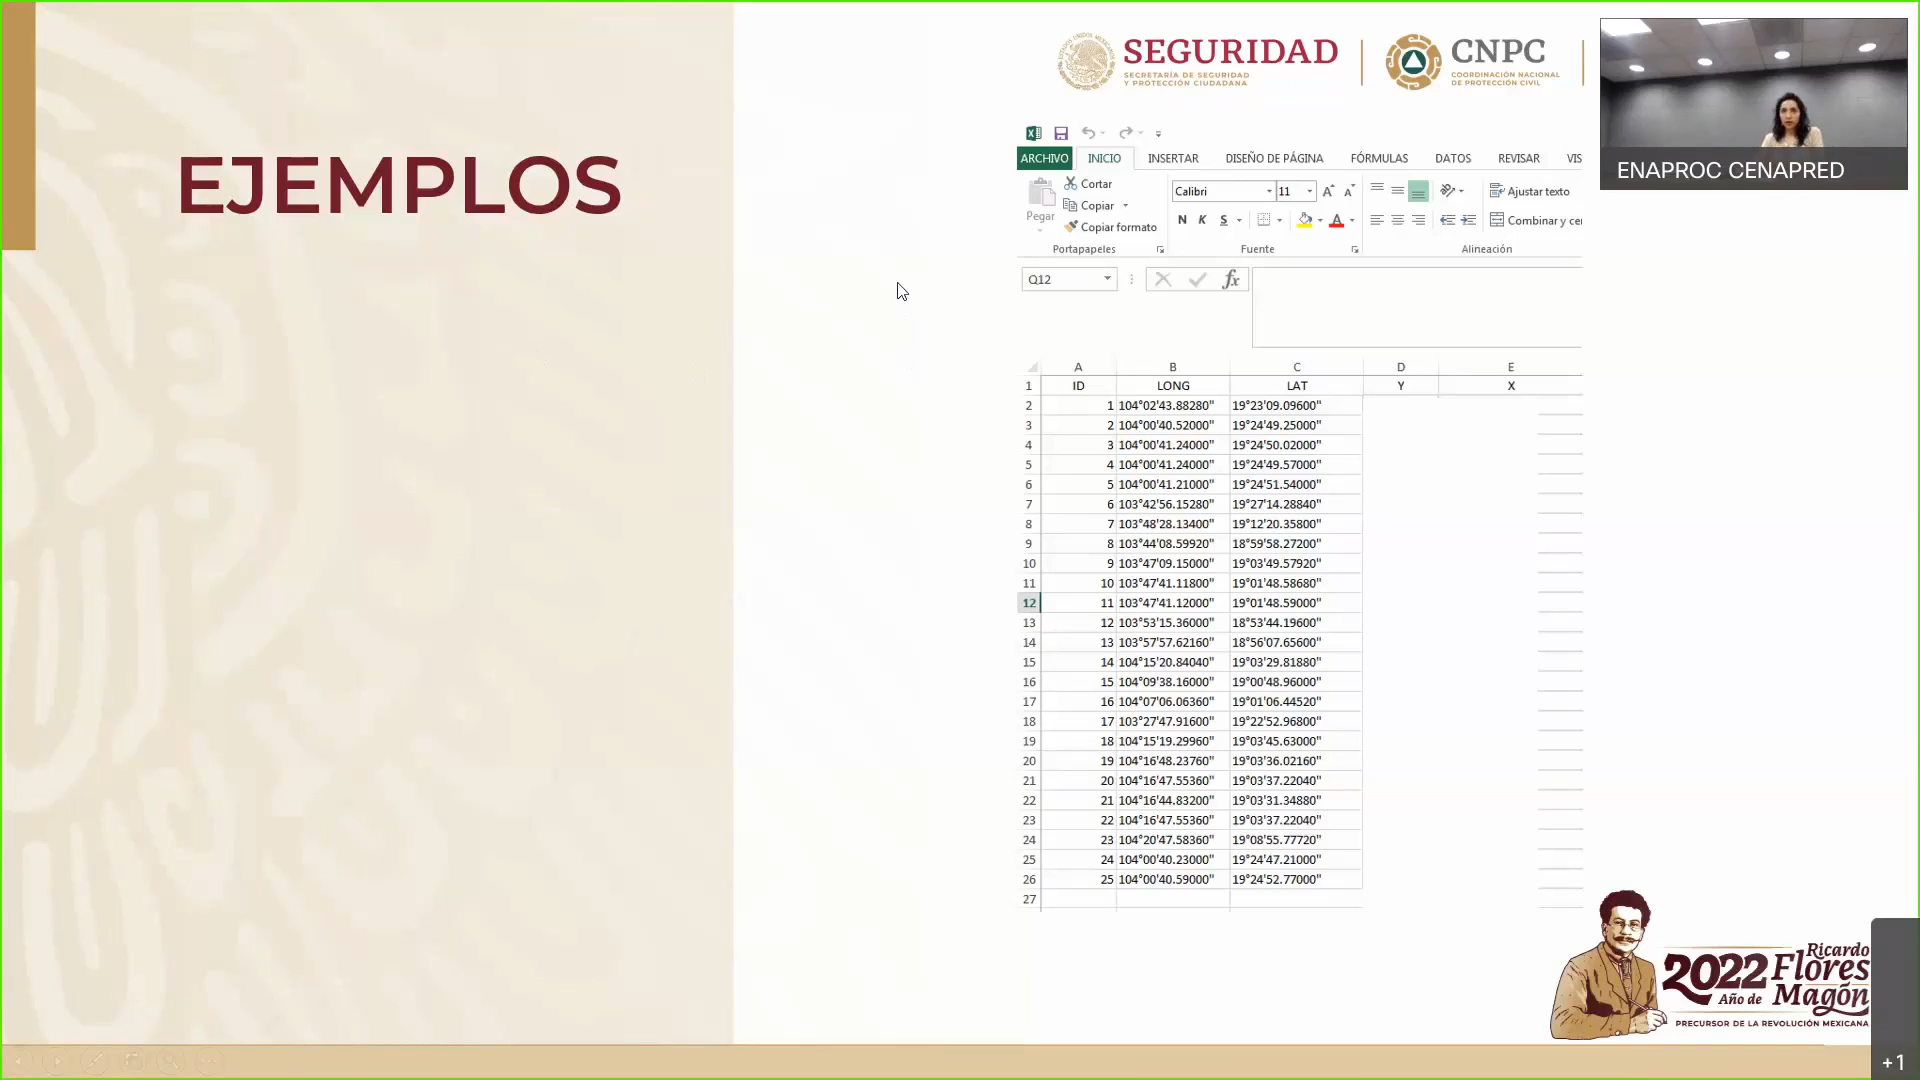 EJEMPLOS
SEGURIDAD
SECRETARÍA DE SEGURIDAD
Y PROTECCIÓN CIUDADANA
CNPC
COORDINACIÓN NACIONAL
DE PROTECCIÓN CIVIL
ENAPROC CENAPRED
ARCHIVO INICIO INSERTAR DISEÑO DE PÁGINA FÓRMULAS DATOS REVISAR VIS
Pegar
Cortar
Copiar
Copiar formato
Portapapeles
Calibri 11
N K S
Fuente
Ajustar texto
Combinar y cer
Alineación
Q12
fx
A B C D E
1 ID LONG LAT Y X
2 1 104°02'43.88280" 19°23'09.09600"
3 2 104°00'40.52000" 19°24'49.25000"
4 3 104°00'41.24000" 19°24'50.02000"
5 4 104°00'41.24000" 19°24'49.57000"
6 5 104°00'41.21000" 19°24'51.54000"
7 6 103°42'56.15280" 19°27'14.28840"
8 7 103°48'28.13400" 19°12'20.35800"
9 8 103°44'08.59920" 18°59'58.27200"
10 9 103°47'09.15000" 19°03'49.57920"
11 10 103°47'41.11800" 19°01'48.58680"
12 11 103°47'41.12000" 19°01'48.59000"
13 12 103°53'15.36000" 18°53'44.19600"
14 13 103°57'57.62160" 18°56'07.65600"
15 14 104°15'20.84040" 19°03'29.81880"
16 15 104°09'38.16000" 19°00'48.96000"
17 16 104°07'06.06360" 19°01'06.44520"
18 17 103°27'47.91600" 19°22'52.96800"
19 18 104°15'19.29960" 19°03'45.63000"
20 19 104°16'48.23760" 19°03'36.02160"
21 20 104°16'47.55360" 19°03'37.22040"
22 21 104°16'44.83200" 19°03'31.34880"
23 22 104°16'47.55360" 19°03'37.22040"
24 23 104°20'47.58360" 19°08'55.77720"
25 24 104°00'40.23000" 19°24'47.21000"
26 25 104°00'40.59000" 19°24'52.77000"
27
2022 Ricardo
Flores
Año de Magón
PRECURSOR DE LA REVOLUCIÓN MEXICANA
+1